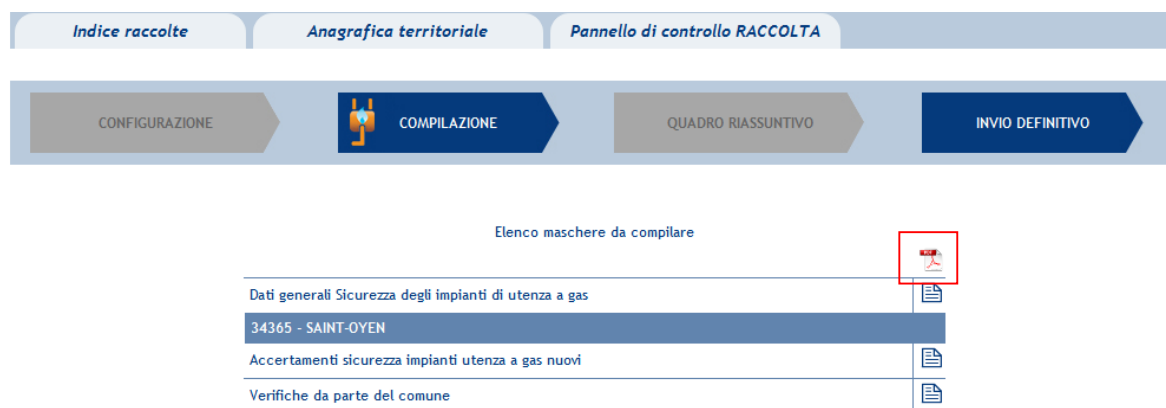 Indice raccolte Anagrafica territoriale Pannello di controllo RACCOLTA
CONFIGURAZIONE COMPILAZIONE QUADRO RIASSUNTIVO INVIO DEFINITIVO
Elenco maschere da compilare
PDF
Dati generali Sicurezza degli impianti di utenza a gas
34365 - SAINT-OYEN
Accertamenti sicurezza impianti utenza a gas nuovi
Verifiche da parte del comune